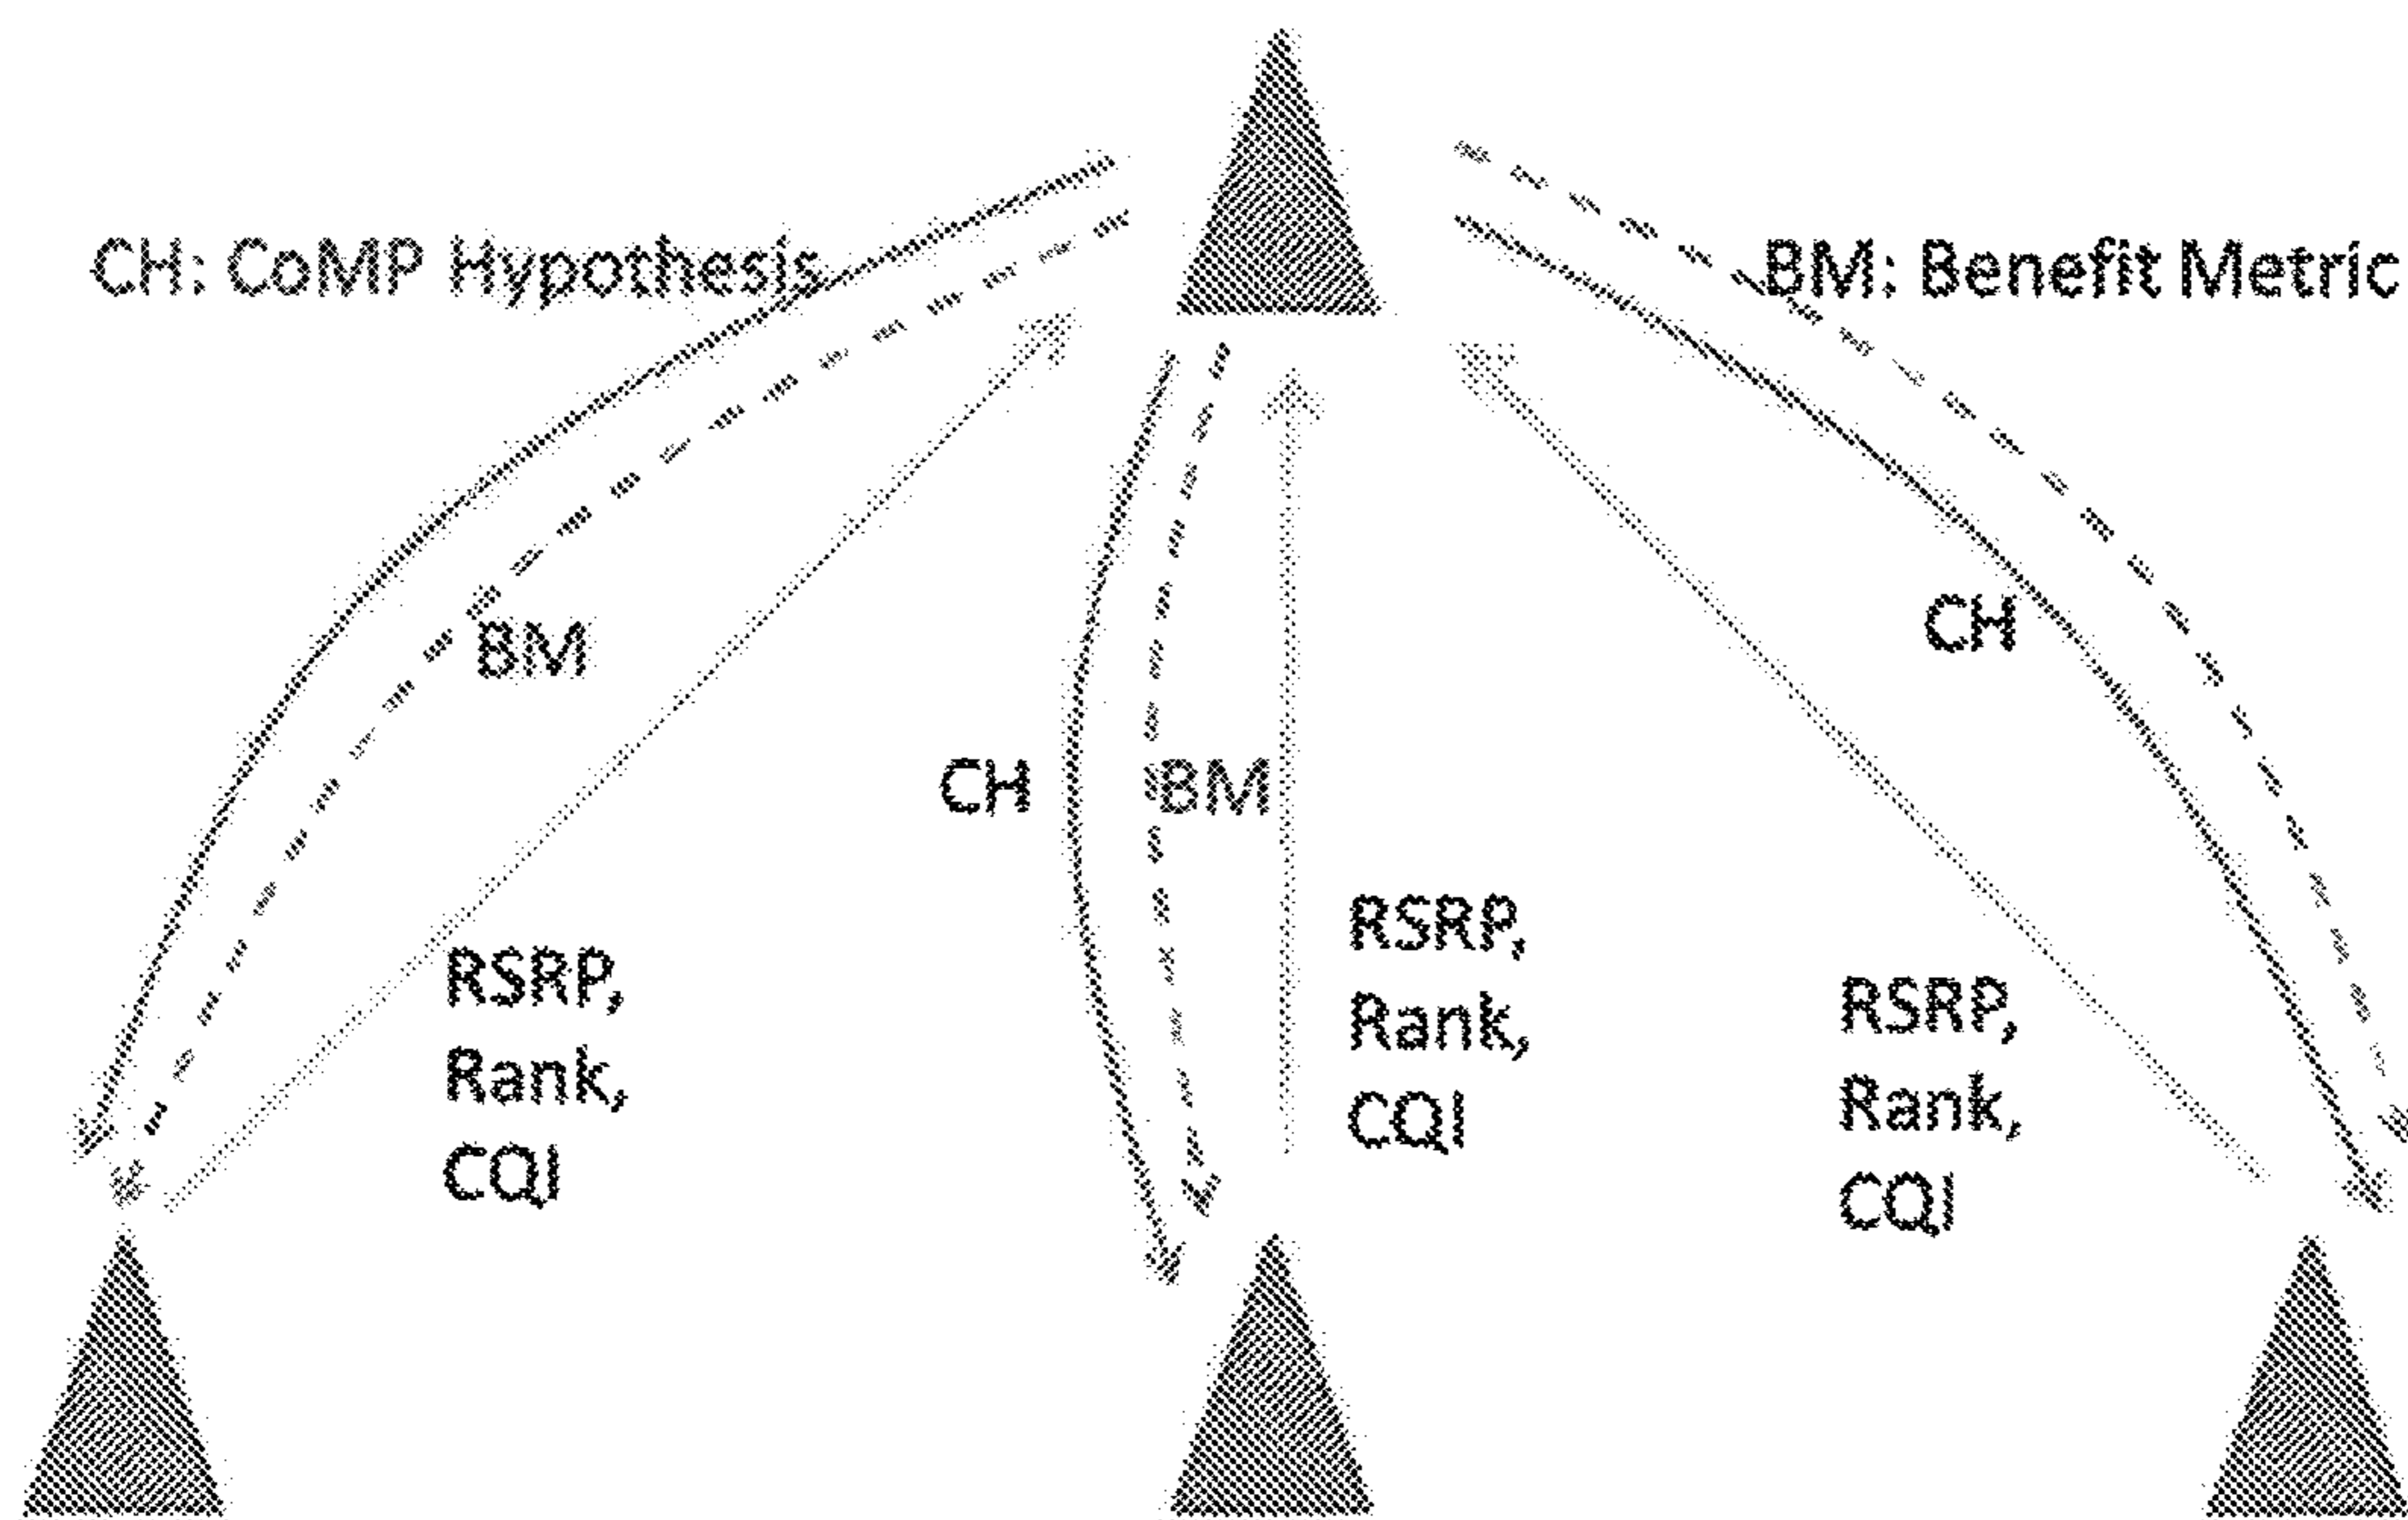 CH: CoMP Hypothesis
BM: Benefit Metric
BM
CH
CH
BM
RSRP,
Rank,
CQI
RSRP,
Rank,
CQI
RSRP,
Rank,
CQI